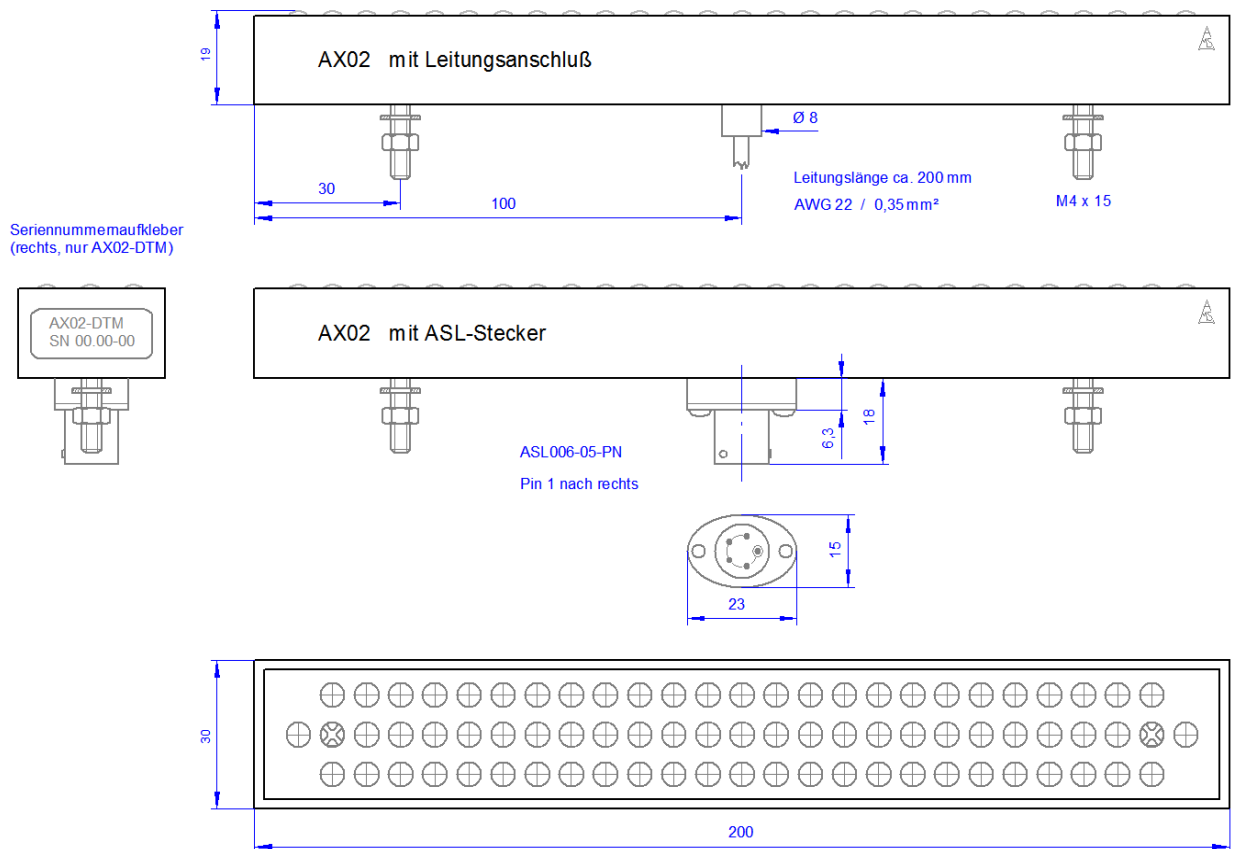 19
AX02 mit Leitungsanschluß
Ø 8
Leitungslänge ca. 200 mm
AWG 22 / 0,35 mm²
M4 x 15
30
100
Seriennummernaufkleber
(rechts, nur AX02-DTM)
AX02-DTM
SN 00.00-00
AX02 mit ASL-Stecker
18
6,3
ASL006-05-PN
Pin 1 nach rechts
15
23
30
200